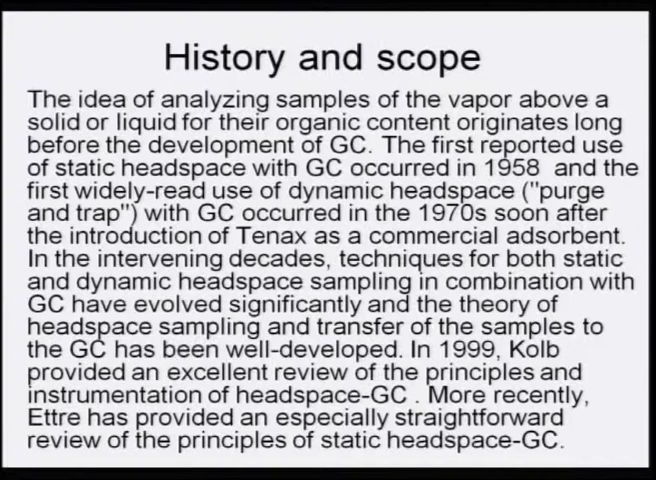 History and scope
The idea of analyzing samples of the vapor above a
solid or liquid for their organic content originates long
before the development of GC. The first reported use
of static headspace with GC occurred in 1958 and the
first widely-read use of dynamic headspace ("purge
and trap") with GC occurred in the 1970s soon after
the introduction of Tenax as a commercial adsorbent.
In the intervening decades, techniques for both static
and dynamic headspace sampling in combination with
GC have evolved significantly and the theory of
headspace sampling and transfer of the samples to
the GC has been well-developed. In 1999, Kolb
provided an excellent review of the principles and
instrumentation of headspace-GC . More recently,
Ettre has provided an especially straightforward
review of the principles of static headspace-GC.